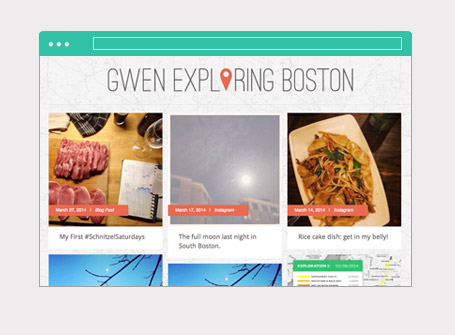 GWEN EXPLORING BOSTON
March 27, 2014 | Blog Post
My First #SchnitzelSaturdays
March 17, 2014 | Instagram
The full moon last night in
South Boston.
March 14, 2014 | Instagram
Rice cake dish: get in my belly!
EXPLORATION 1: